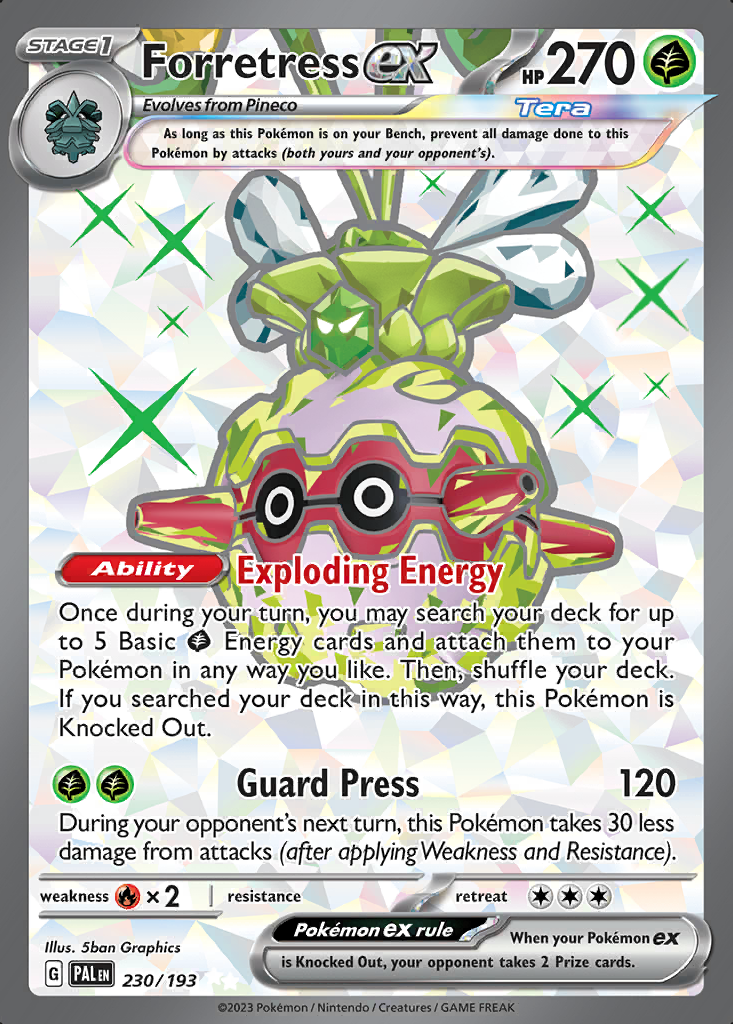 STAGE1
Forretress ex
HP 270
Evolves from Pineco
Tera
As long as this Pokémon is on your Bench, prevent all damage done to this
Pokémon by attacks (both yours and your opponent's).
Ability Exploding Energy
Once during your turn, you may search your deck for up
to 5 Basic Energy cards and attach them to your
Pokémon in any way you like. Then, shuffle your deck.
If you searched your deck in this way, this Pokémon is
Knocked Out.
Guard Press 120
During your opponent's next turn, this Pokémon takes 30 less
damage from attacks (after applying Weakness and Resistance).
weakness ×2 resistance retreat
Pokémon ex rule
When your Pokémon ex
is Knocked Out, your opponent takes 2 Prize cards.
Illus. 5ban Graphics
G PAL EN 230/193
©2023 Pokémon / Nintendo / Creatures / GAME FREAK